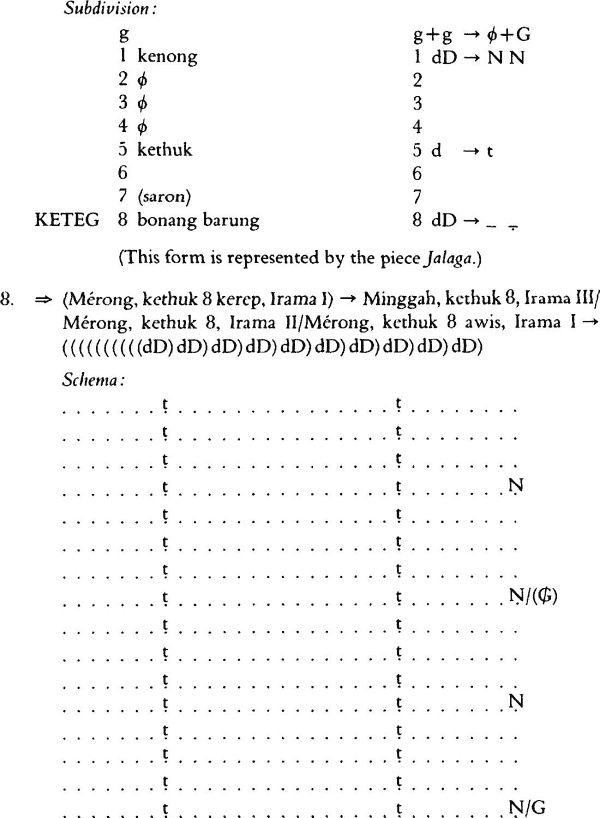 Subdivision:
g g+g → ϕ+G
1 kenong 1 dD → N N
2 ϕ 2
3 ϕ 3
4 ϕ 4
5 kethuk 5 d → t
6 6
7 (saron) 7
KETEG 8 bonang barung 8 dD → _ _̣
(This form is represented by the piece Jalaga.)
8. ⇒ (Mérong, kethuk 8 kerep, Irama I) → Minggah, kethuk 8, Irama III/
Mérong, kethuk 8, Irama II/Mérong, kethuk 8 awis, Irama I →
((((((((((dD) dD) dD) dD) dD) dD) dD) dD) dD) dD)
Schema:
. . . . . . . ṭ . . . . . . . . . . . . . . . ṭ . . . . . . . .
. . . . . . . ṭ . . . . . . . . . . . . . . . ṭ . . . . . . . .
. . . . . . . ṭ . . . . . . . . . . . . . . . ṭ . . . . . . . .
. . . . . . . ṭ . . . . . . . . . . . . . . . ṭ . . . . . . . Ṇ
. . . . . . . ṭ . . . . . . . . . . . . . . . ṭ . . . . . . . .
. . . . . . . ṭ . . . . . . . . . . . . . . . ṭ . . . . . . . .
. . . . . . . ṭ . . . . . . . . . . . . . . . ṭ . . . . . . . .
. . . . . . . ṭ . . . . . . . . . . . . . . . ṭ . . . . . . . Ṇ/(₲)
. . . . . . . ṭ . . . . . . . . . . . . . . . ṭ . . . . . . . .
. . . . . . . ṭ . . . . . . . . . . . . . . . ṭ . . . . . . . .
. . . . . . . ṭ . . . . . . . . . . . . . . . ṭ . . . . . . . .
. . . . . . . ṭ . . . . . . . . . . . . . . . ṭ . . . . . . . Ṇ
. . . . . . . ṭ . . . . . . . . . . . . . . . ṭ . . . . . . . .
. . . . . . . ṭ . . . . . . . . . . . . . . . ṭ . . . . . . . .
. . . . . . . ṭ . . . . . . . . . . . . . . . ṭ . . . . . . . .
. . . . . . . ṭ . . . . . . . . . . . . . . . ṭ . . . . . . . Ṇ/G